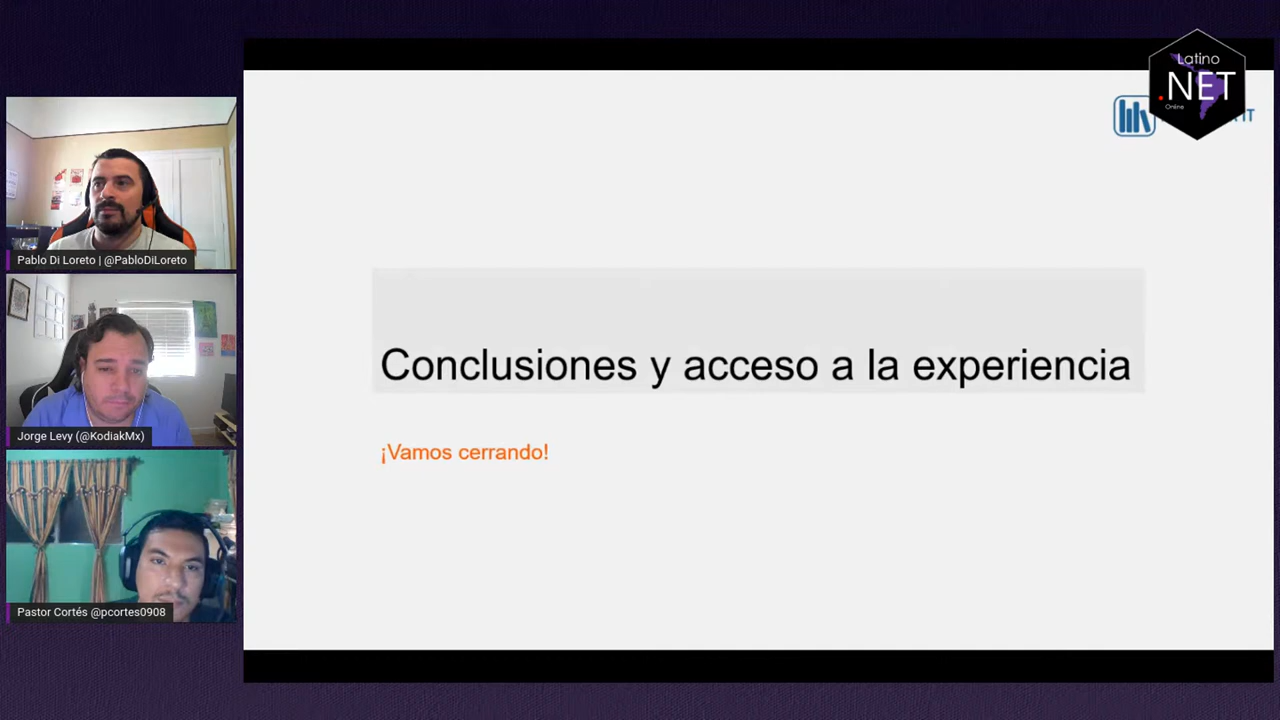 Latino
.NET
Online
IT
Pablo Di Loreto | @PabloDiLoreto
Jorge Levy (@KodiakMx)
Pastor Cortés @pcortes0908
Conclusiones y acceso a la experiencia
¡Vamos cerrando!